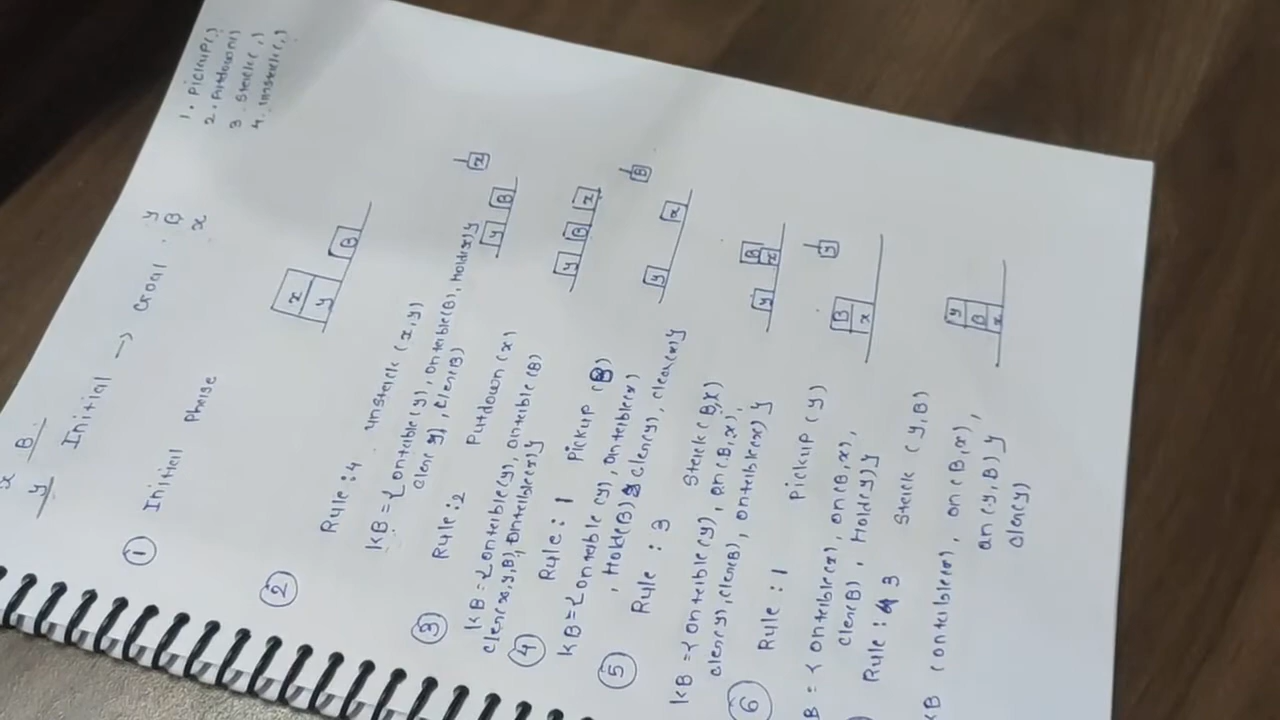 x
y B
Initial → Goal . y
B
x
1. Pickup( )
2. Putdown( )
3. Stack( , )
4. Unstack( , )
① Initial Phase
x
y B
② Rule : 4 Unstack (x,y)
KB = { ontable(y), ontable(B), Hold(x)}
clear y), clear(B)
x
y B
③ Rule : 2 Putdown (x)
KB = { ontable(y), ontable(B)
clear(x,y,B), ontable(x)}
y B x
④ Rule : 1 Pickup (B)
KB = { ontable (y), ontable(x)
, Hold(B) clear(y), clear(x)}
B
y x
⑤ Rule : 3 Stack (B,x)
KB = { ontable(y), on(B,x),
clear(y), clear(B), ontable(x)}
B
y x
⑥ Rule : 1 Pickup (y)
B = { ontable(x), on(B,x),
clear(B), Hold(y)}
y
B
x
) Rule : 3 Stack (y,B)
KB (ontable(x), on(B,x),
on(y,B)}
clear(y)
y
B
x